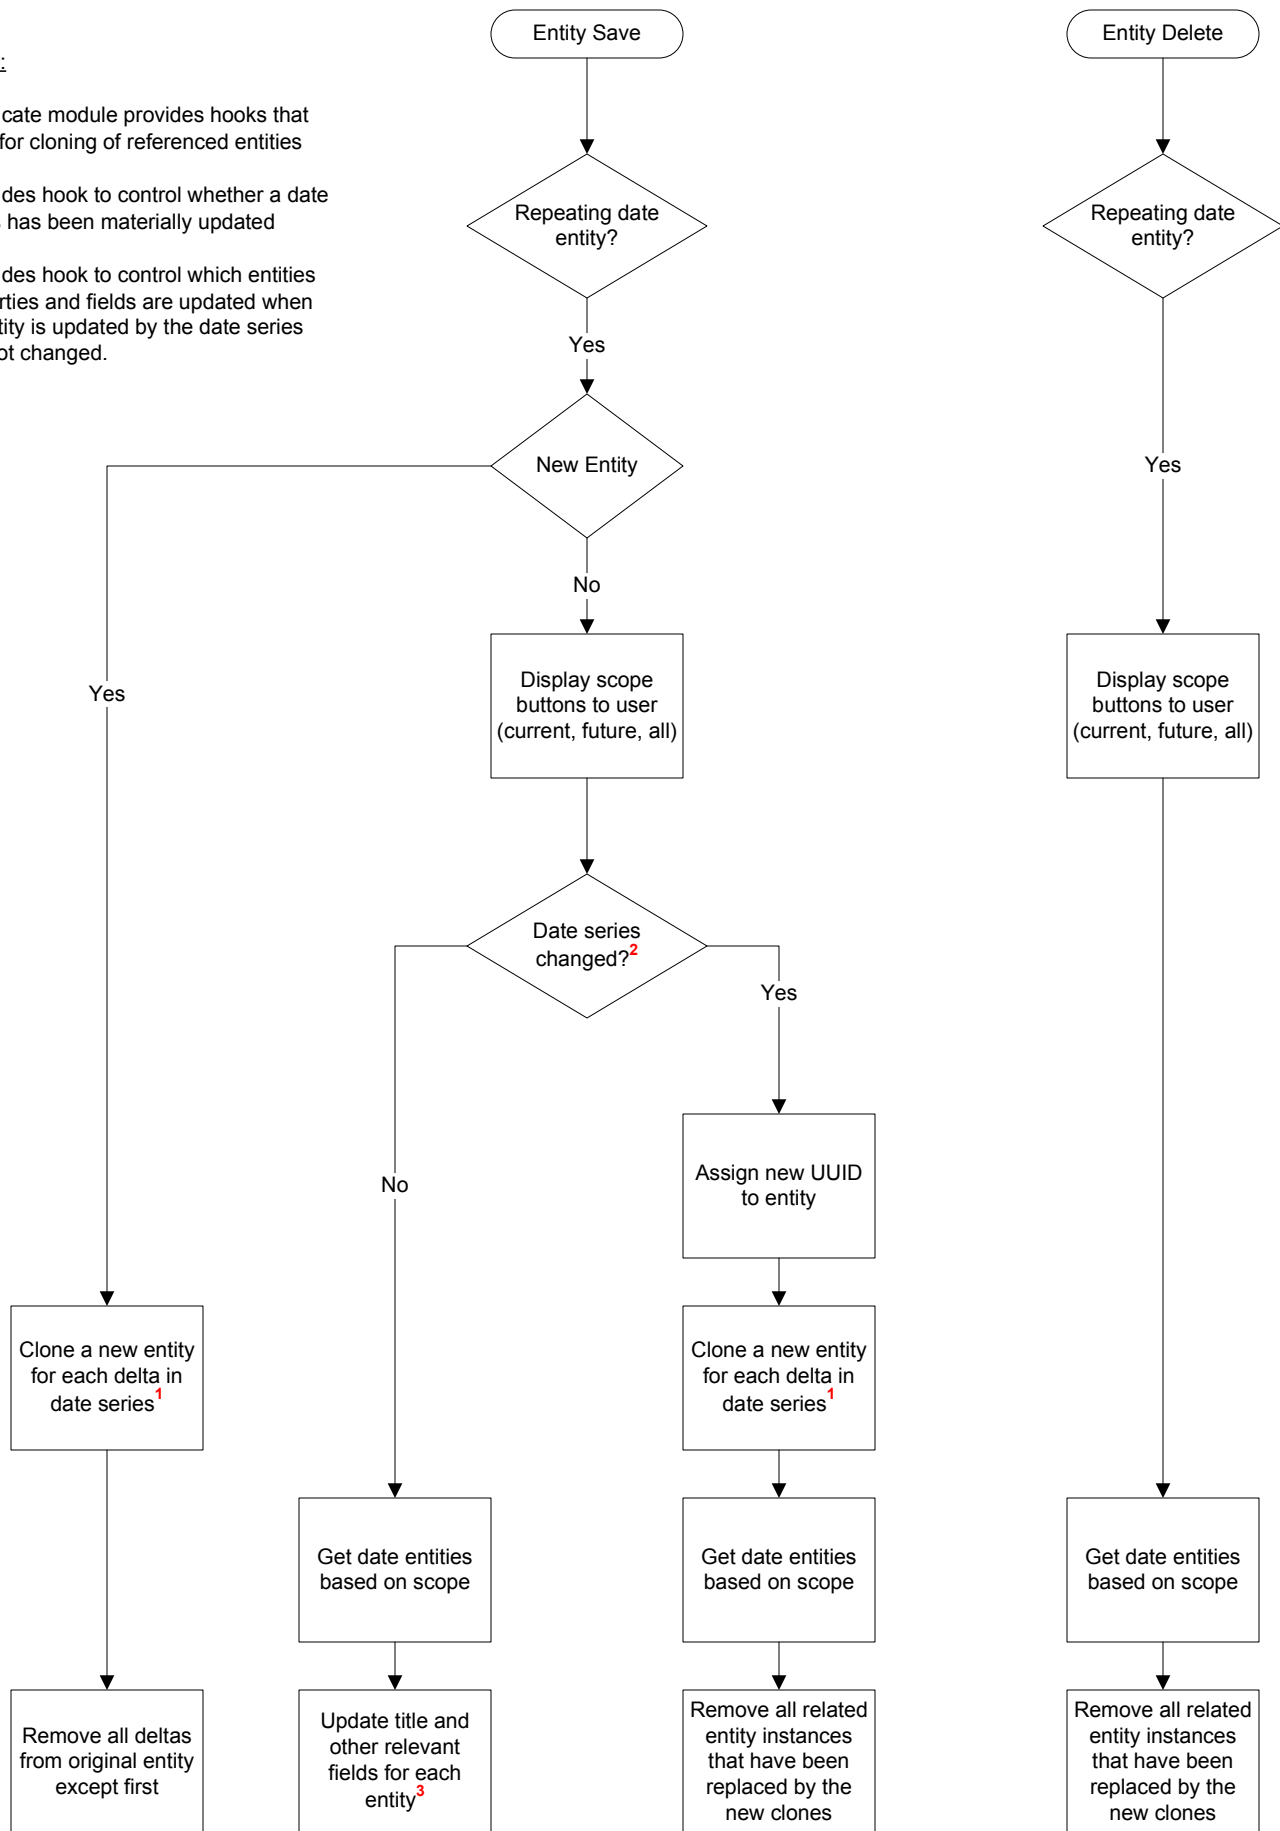 :
cate module provides hooks that
for cloning of referenced entities
des hook to control whether a date
s has been materially updated
des hook to control which entities
rties and fields are updated when
tity is updated by the date series
ot changed.
Entity Save
Repeating date
entity?
Yes
New Entity
Yes
No
Display scope
buttons to user
(current, future, all)
Date series
changed?2
No
Yes
Assign new UUID
to entity
Clone a new entity
for each delta in
date series1
Remove all deltas
from original entity
except first
Get date entities
based on scope
Update title and
other relevant
fields for each
entity3
Clone a new entity
for each delta in
date series1
Get date entities
based on scope
Remove all related
entity instances
that have been
replaced by the
new clones
Entity Delete
Repeating date
entity?
Yes
Display scope
buttons to user
(current, future, all)
Get date entities
based on scope
Remove all related
entity instances
that have been
replaced by the
new clones